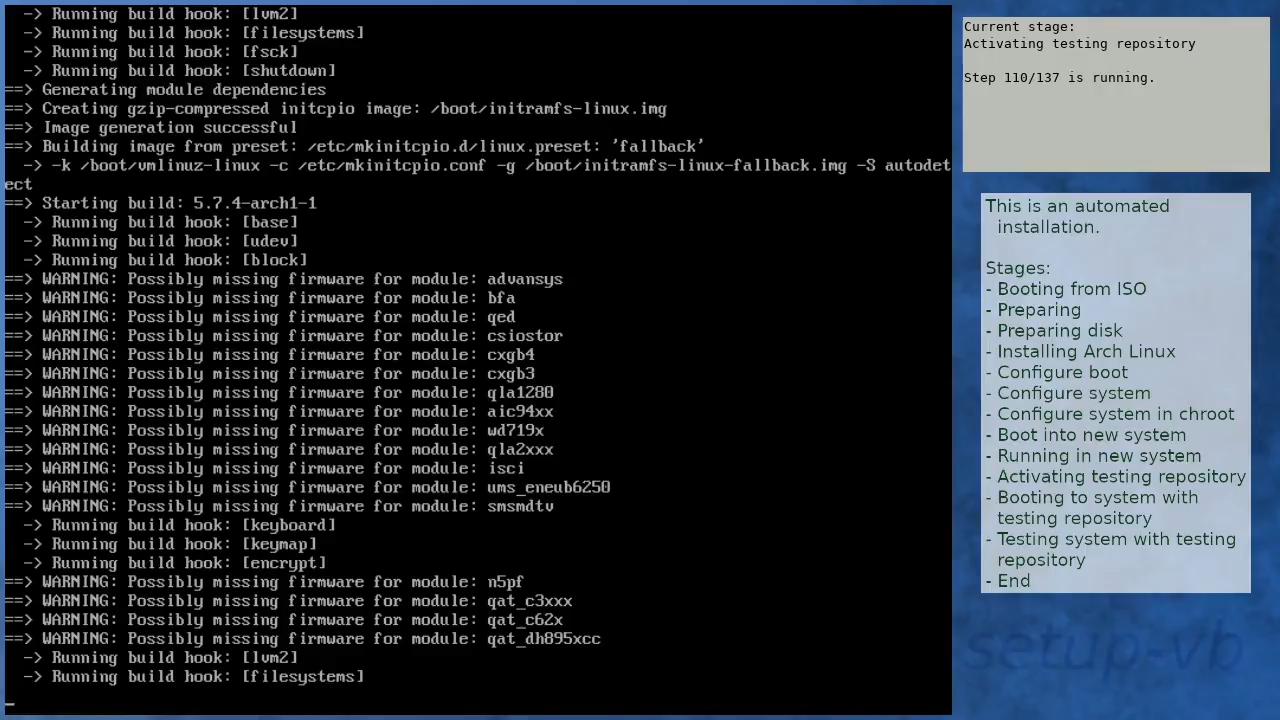 -> Running build hook: [lvm2]
-> Running build hook: [filesystems]
-> Running build hook: [fsck]
-> Running build hook: [shutdown]
==> Generating module dependencies
==> Creating gzip-compressed initcpio image: /boot/initramfs-linux.img
==> Image generation successful
==> Building image from preset: /etc/mkinitcpio.d/linux.preset: 'fallback'
-> -k /boot/vmlinuz-linux -c /etc/mkinitcpio.conf -g /boot/initramfs-linux-fallback.img -S autodet
ect
==> Starting build: 5.7.4-arch1-1
-> Running build hook: [base]
-> Running build hook: [udev]
-> Running build hook: [block]
==> WARNING: Possibly missing firmware for module: advansys
==> WARNING: Possibly missing firmware for module: bfa
==> WARNING: Possibly missing firmware for module: qed
==> WARNING: Possibly missing firmware for module: csiostor
==> WARNING: Possibly missing firmware for module: cxgb4
==> WARNING: Possibly missing firmware for module: cxgb3
==> WARNING: Possibly missing firmware for module: qla1280
==> WARNING: Possibly missing firmware for module: aic94xx
==> WARNING: Possibly missing firmware for module: wd719x
==> WARNING: Possibly missing firmware for module: qla2xxx
==> WARNING: Possibly missing firmware for module: isci
==> WARNING: Possibly missing firmware for module: ums_eneub6250
==> WARNING: Possibly missing firmware for module: smsmdtv
-> Running build hook: [keyboard]
-> Running build hook: [keymap]
-> Running build hook: [encrypt]
==> WARNING: Possibly missing firmware for module: n5pf
==> WARNING: Possibly missing firmware for module: qat_c3xxx
==> WARNING: Possibly missing firmware for module: qat_c62x
==> WARNING: Possibly missing firmware for module: qat_dh895xcc
-> Running build hook: [lvm2]
-> Running build hook: [filesystems]
_
Current stage:
Activating testing repository
Step 110/137 is running.
This is an automated
installation.
Stages:
- Booting from ISO
- Preparing
- Preparing disk
- Installing Arch Linux
- Configure boot
- Configure system
- Configure system in chroot
- Boot into new system
- Running in new system
- Activating testing repository
- Booting to system with
testing repository
- Testing system with testing
repository
- End
setup-vb